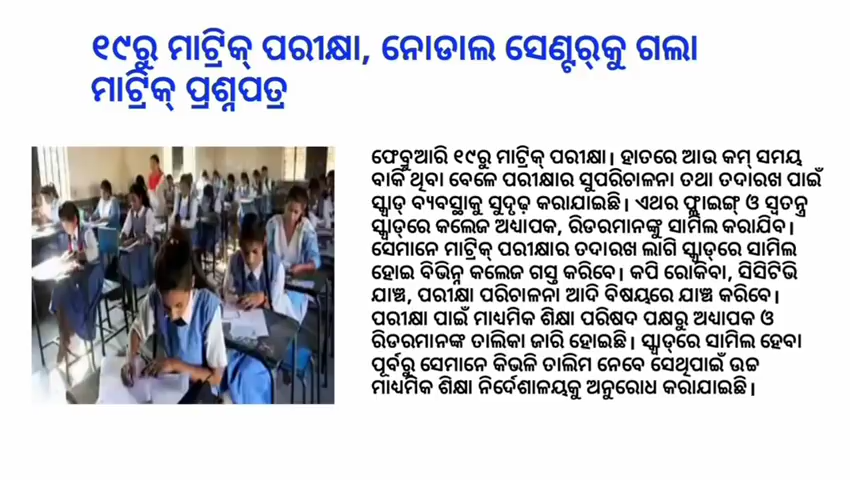 ୧୯ରୁ ମାଟ୍ରିକ୍ ପରୀକ୍ଷା, ନୋଡାଲ ସେଣ୍ଟର୍‌କୁ ଗଲା
ମାଟ୍ରିକ୍ ପ୍ରଶ୍ନପତ୍ର
ଫେବୃଆରି ୧୯ରୁ ମାଟ୍ରିକ୍ ପରୀକ୍ଷା। ହାତରେ ଆଉ କମ୍ ସମୟ
ବାକି ଥିବା ବେଳେ ପରୀକ୍ଷାର ସୁପରିଚାଳନା ତଥା ତଦାରଖ ପାଇଁ
ସ୍କ୍ୱାଡ୍ ବ୍ୟବସ୍ଥାକୁ ସୁଦୃଢ଼ କରାଯାଇଛି। ଏଥର ଫ୍ଲାଇଙ୍ଗ୍ ଓ ସ୍ୱତନ୍ତ୍ର
ସ୍କ୍ୱାଡ୍‌ରେ କଲେଜ ଅଧ୍ୟାପକ, ରିଡରମାନଙ୍କୁ ସାମିଲ କରାଯିବ।
ସେମାନେ ମାଟ୍ରିକ୍ ପରୀକ୍ଷାର ତଦାରଖ ଲାଗି ସ୍କ୍ୱାଡ୍‌ରେ ସାମିଲ
ହୋଇ ବିଭିନ୍ନ କଲେଜ ଗସ୍ତ କରିବେ। କପି ରୋକିବା, ସିସିଟିଭି
ଯାଞ୍ଚ, ପରୀକ୍ଷା ପରିଚାଳନା ଆଦି ବିଷୟରେ ଯାଞ୍ଚ କରିବେ।
ପରୀକ୍ଷା ପାଇଁ ମାଧ୍ୟମିକ ଶିକ୍ଷା ପରିଷଦ ପକ୍ଷରୁ ଅଧ୍ୟାପକ ଓ
ରିଡରମାନଙ୍କ ତାଲିକା ଜାରି ହୋଇଛି। ସ୍କ୍ୱାଡ୍‌ରେ ସାମିଲ ହେବା
ପୂର୍ବରୁ ସେମାନେ କିଭଳି ତାଲିମ ନେବେ ସେଥିପାଇଁ ଉଚ୍ଚ
ମାଧ୍ୟମିକ ଶିକ୍ଷା ନିର୍ଦେଶାଳୟକୁ ଅନୁରୋଧ କରାଯାଇଛି।